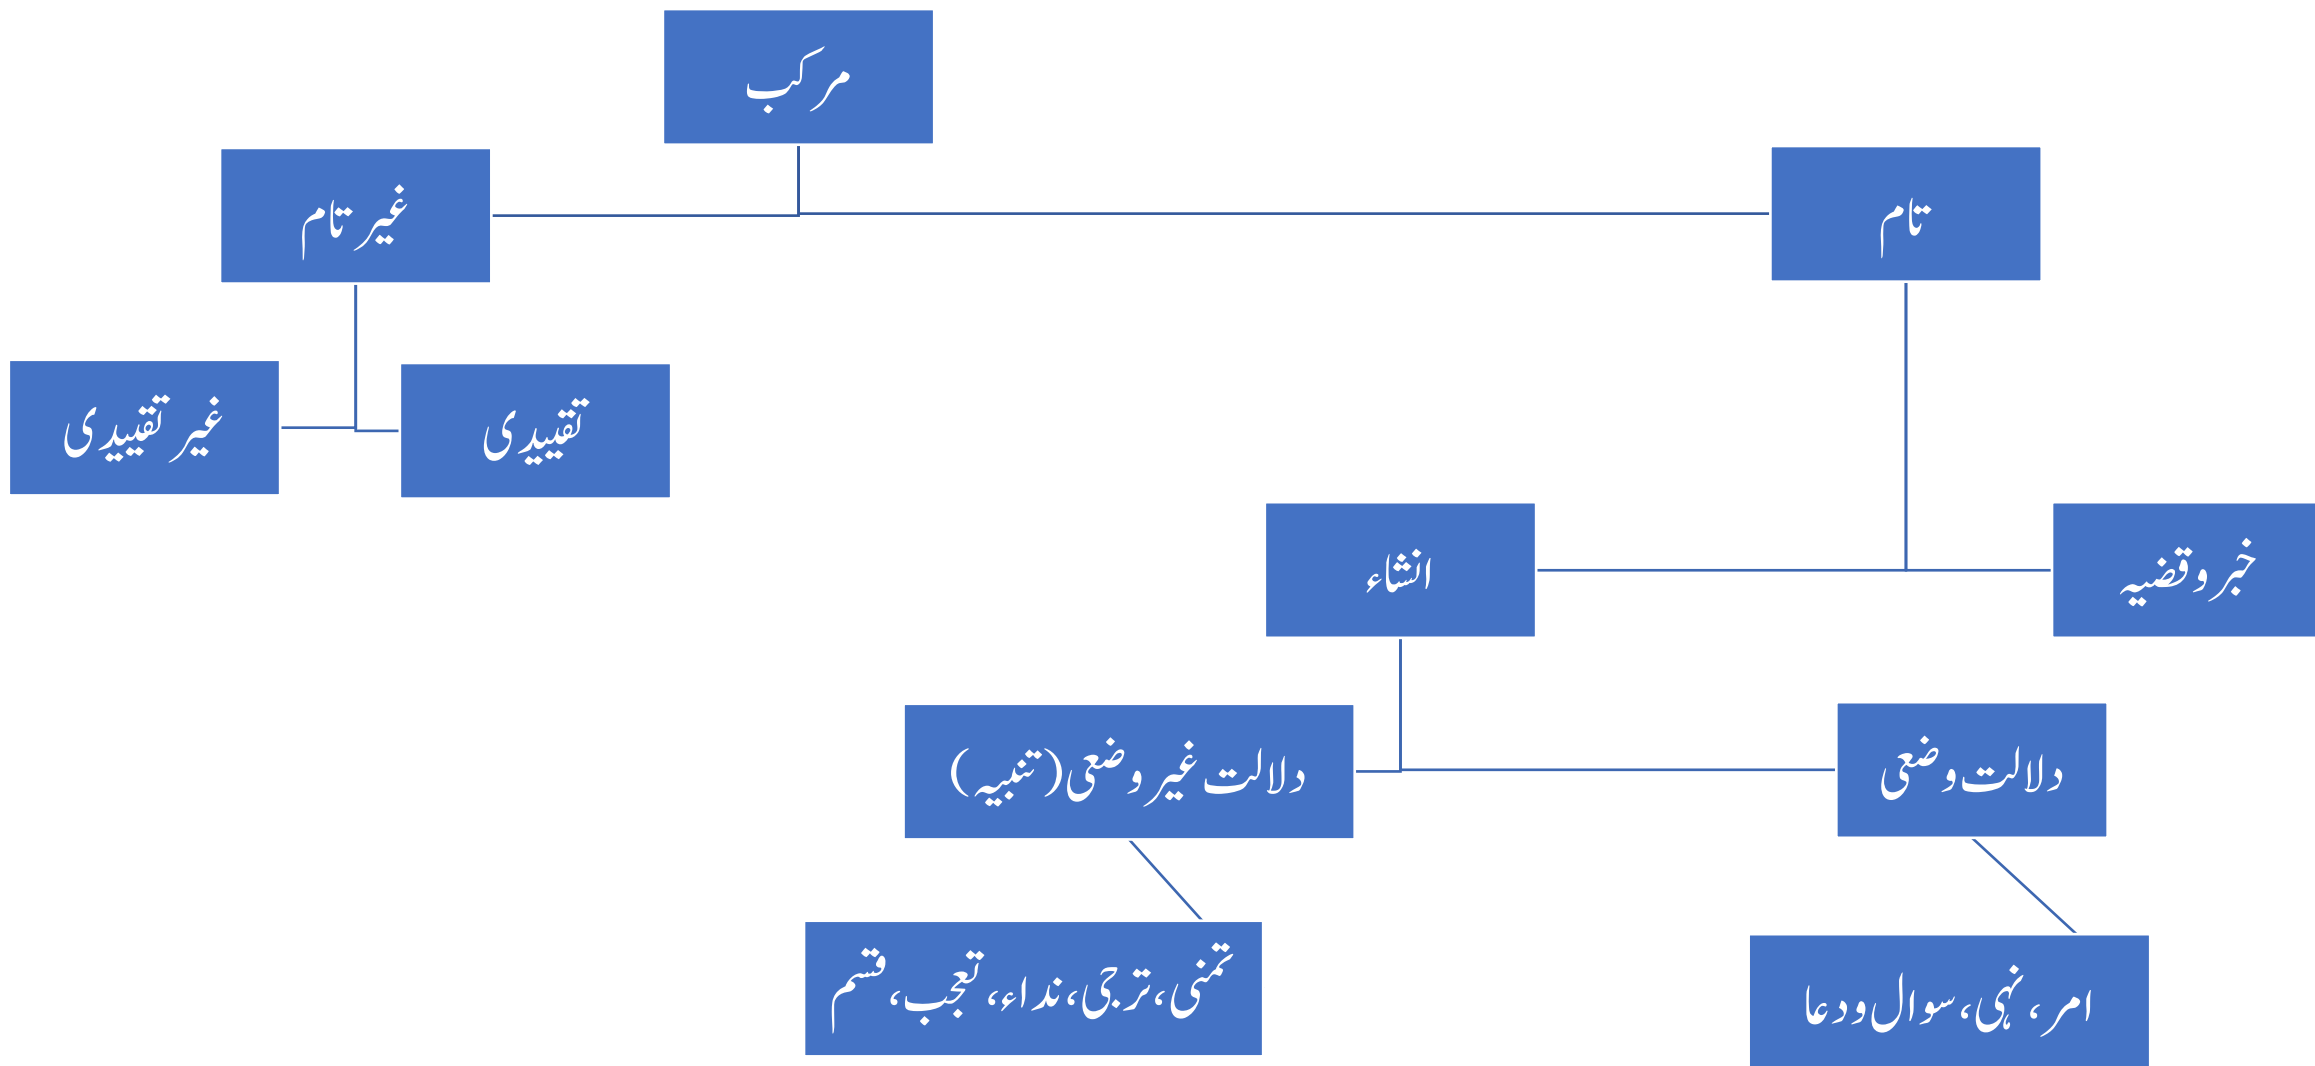 مرکب
تام
غیر تام
غیر تقییدی
تقییدی
خبر و قضیہ
انشاء
دلالت وضعی
دلالت غیر وضعی (تنبیہ)
امر، نہی، سوال و دعا
تمنی، ترجی، نداء، تعجب، قسم